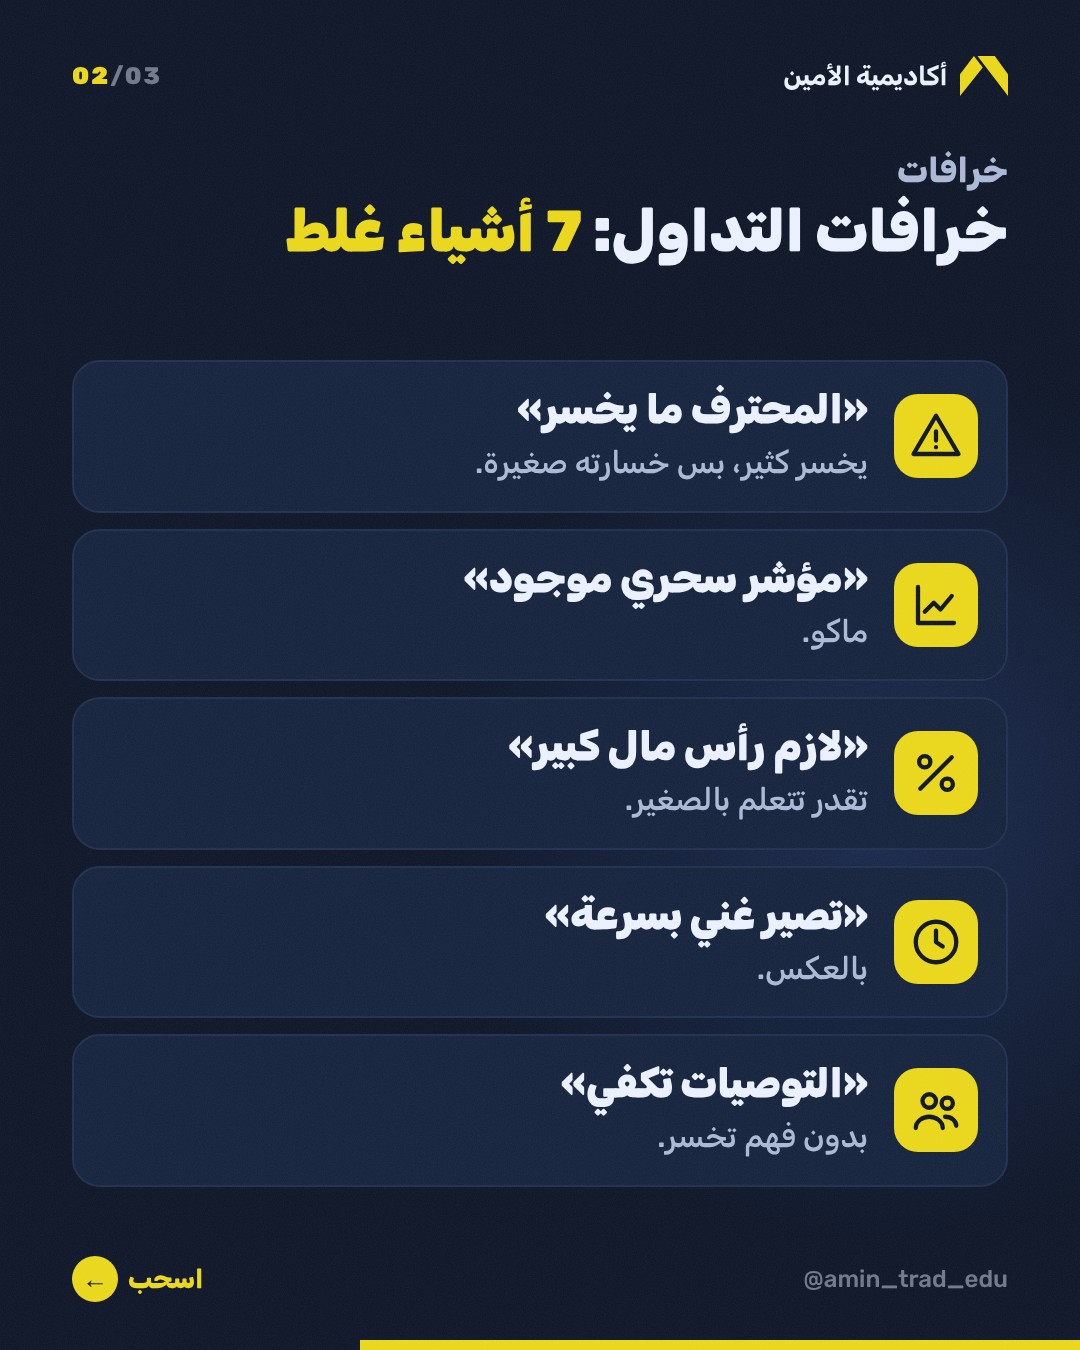 أكاديمية الأمين
02/03
خرافات
خرافات التداول: 7 أشياء غلط
«المحترف ما يخسر»
يخسر كثير، بس خسارته صغيرة.
«مؤشر سحري موجود»
ماكو.
«لازم رأس مال كبير»
تقدر تتعلم بالصغير.
«تصير غني بسرعة»
بالعكس.
«التوصيات تكفي»
بدون فهم تخسر.
@amin_trad_edu
اسحب ←